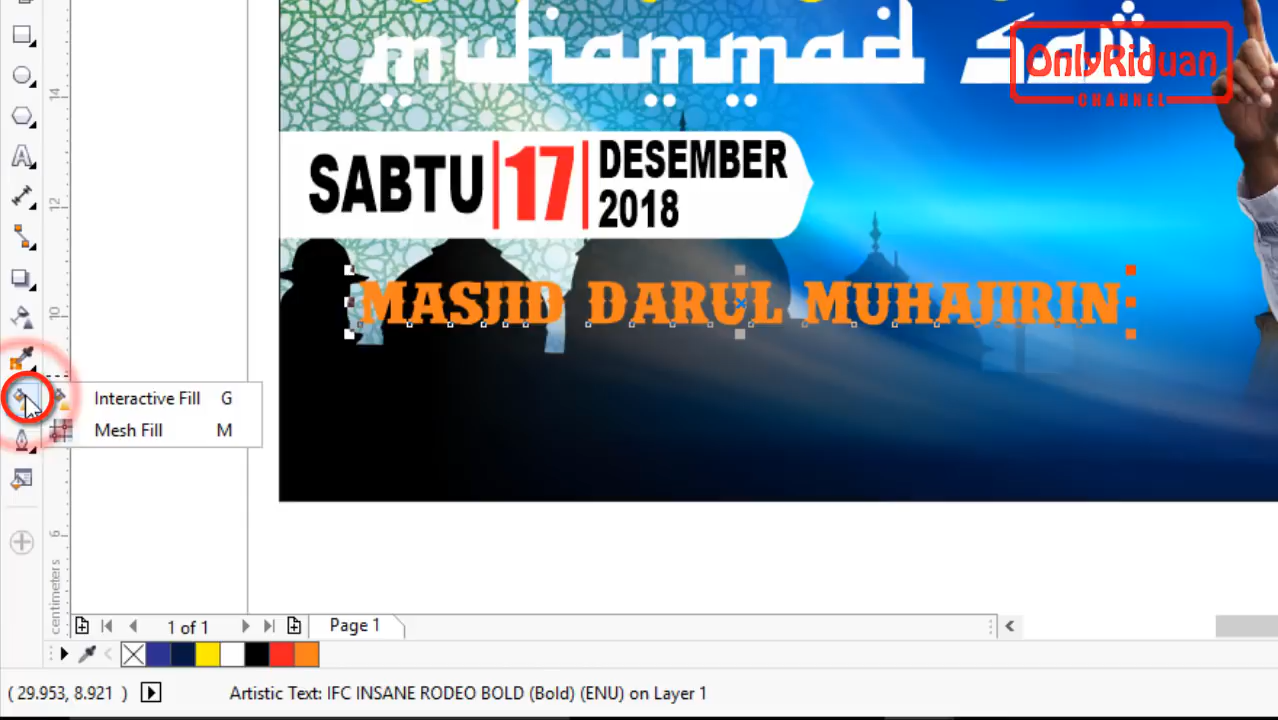 muhammad saw
OnlyRiduan
CHANNEL
SABTU 17 DESEMBER
2018
MASJID DARUL MUHAJIRIN
Interactive Fill G
Mesh Fill M
14
12
10
6
centimeters
1 of 1
Page 1
( 29.953, 8.921 )
Artistic Text: IFC INSANE RODEO BOLD (Bold) (ENU) on Layer 1